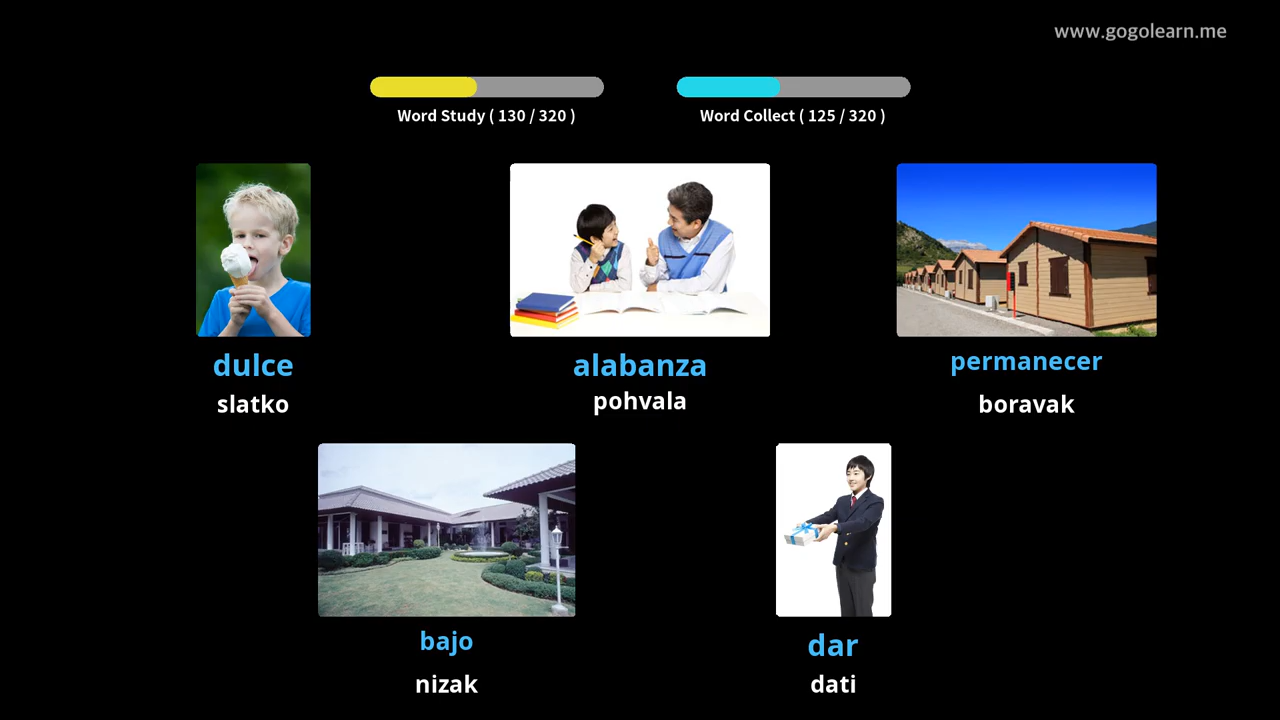 www.gogolearn.me
Word Study ( 130 / 320 )
Word Collect ( 125 / 320 )
dulce
slatko
alabanza
pohvala
permanecer
boravak
bajo
nizak
dar
dati